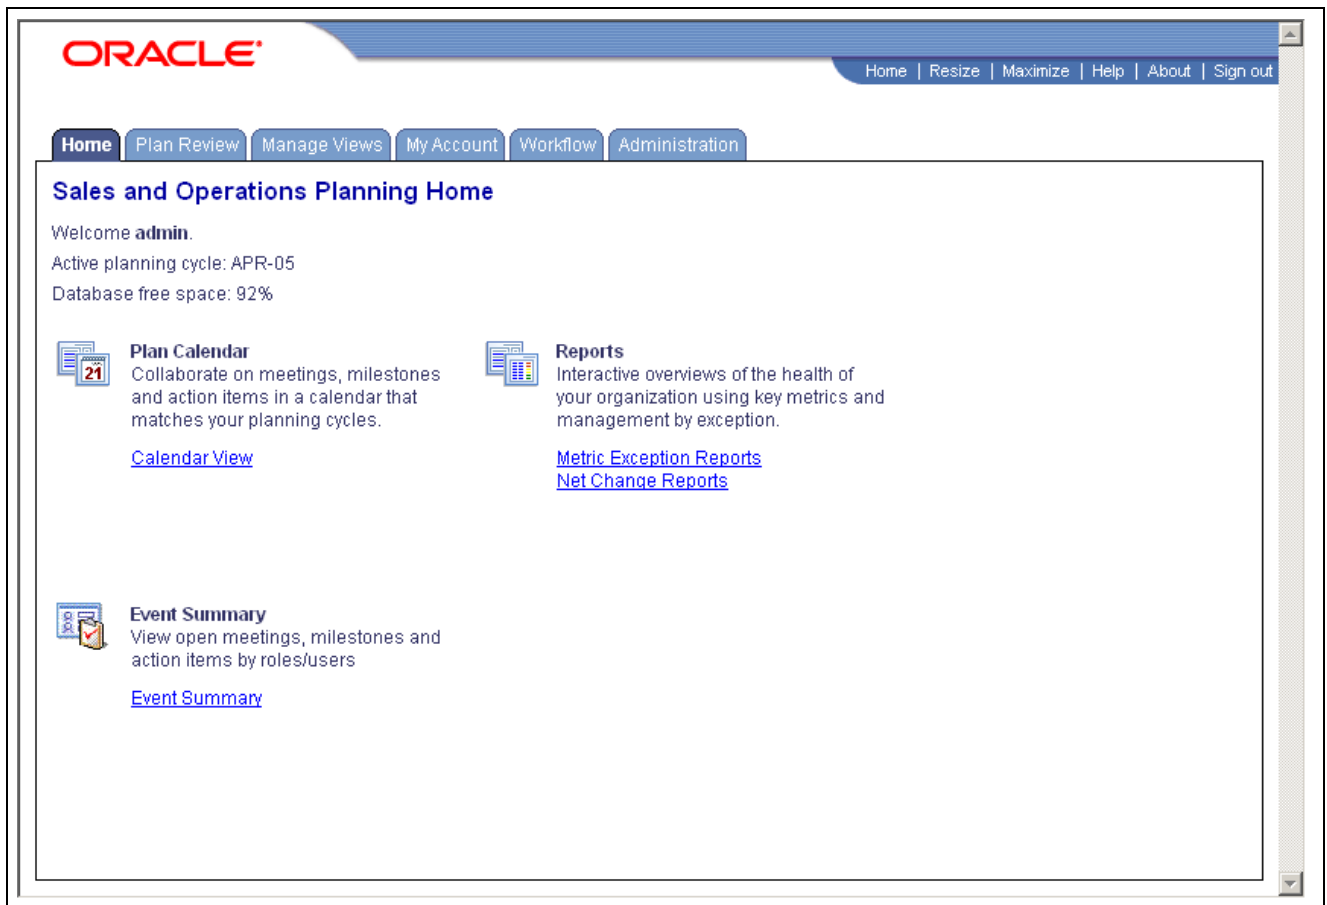 ORACLE
Home | Resize | Maximize | Help | About | Sign out
Home Plan Review Manage Views My Account Workflow Administration
Sales and Operations Planning Home
Welcome admin.
Active planning cycle: APR-05
Database free space: 92%
21
Plan Calendar
Collaborate on meetings, milestones
and action items in a calendar that
matches your planning cycles.
Calendar View
Reports
Interactive overviews of the health of
your organization using key metrics and
management by exception.
Metric Exception Reports
Net Change Reports
Event Summary
View open meetings, milestones and
action items by roles/users
Event Summary